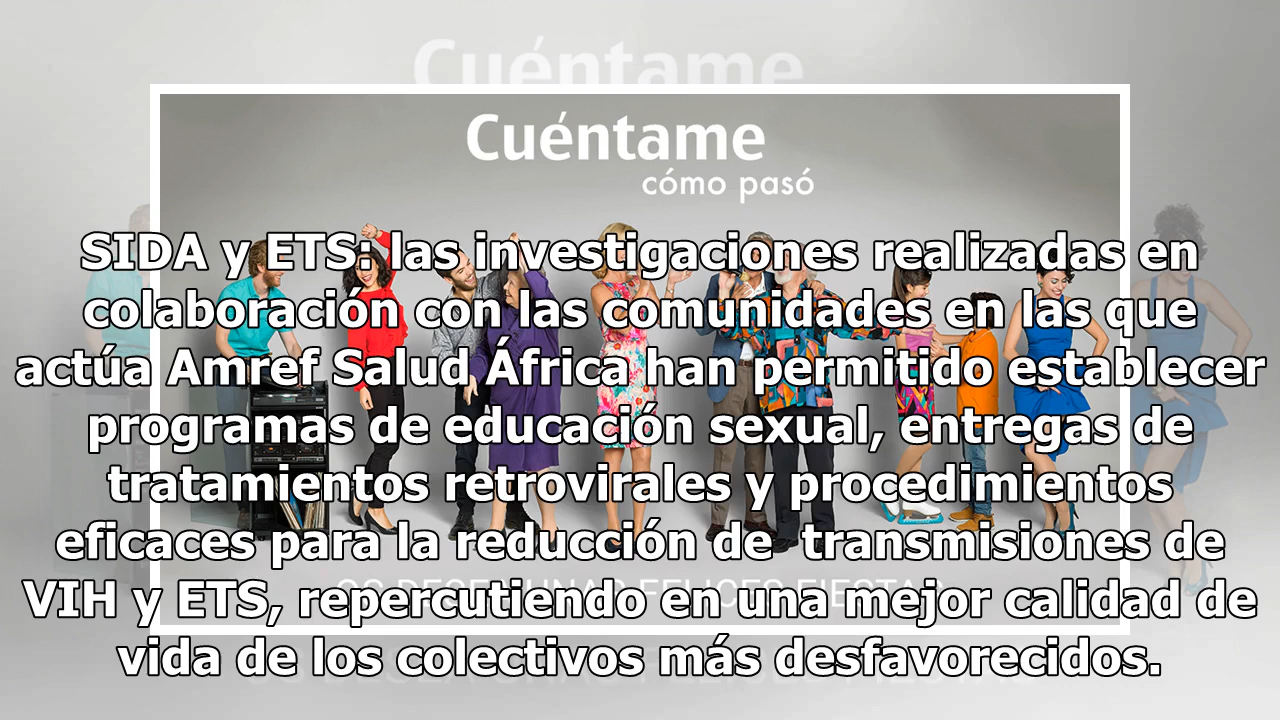 Cuéntame
Cuéntame
cómo pasó
SIDA y ETS: las investigaciones realizadas en
colaboración con las comunidades en las que
actúa Amref Salud África han permitido establecer
programas de educación sexual, entregas de
tratamientos retrovirales y procedimientos
eficaces para la reducción de  transmisiones de
VIH y ETS, repercutiendo en una mejor calidad de
vida de los colectivos más desfavorecidos.